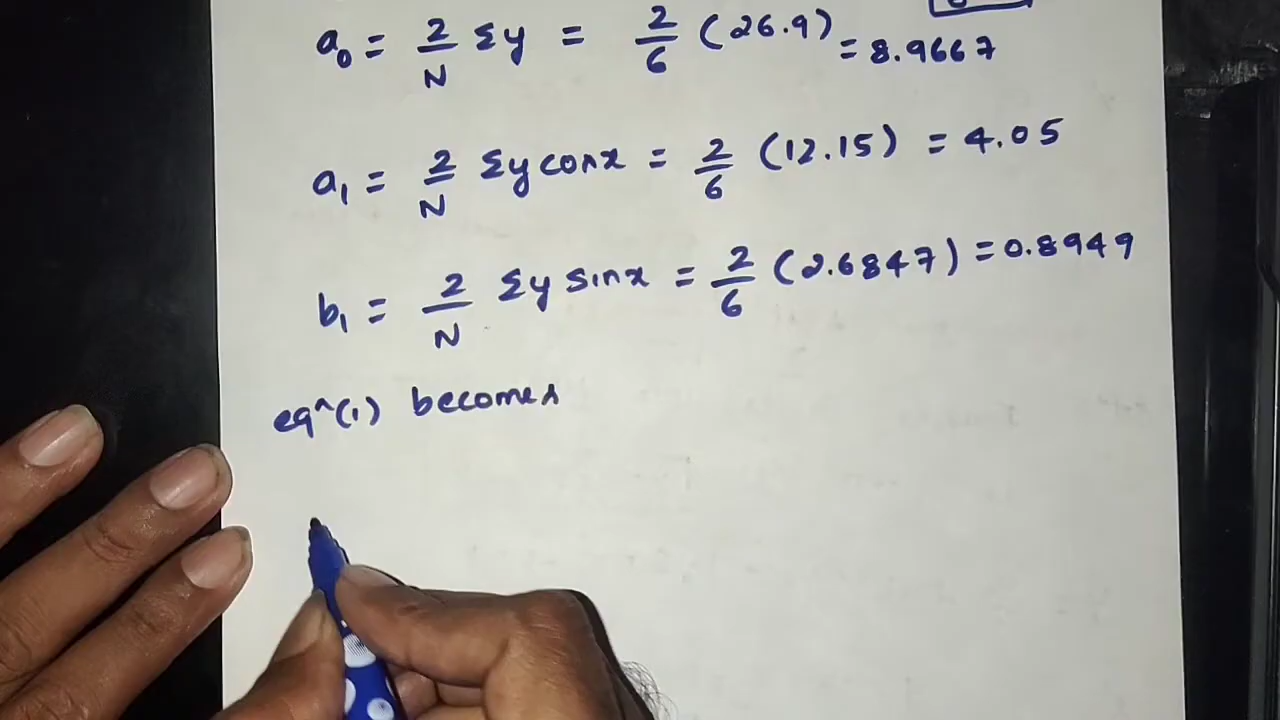 a₀ = 2/N Σy = 2/6 (26.9) = 8.9667
a₁ = 2/N Σy cosx = 2/6 (12.15) = 4.05
b₁ = 2/N Σy sinx = 2/6 (2.6847) = 0.8949
eqⁿ(1) becomes